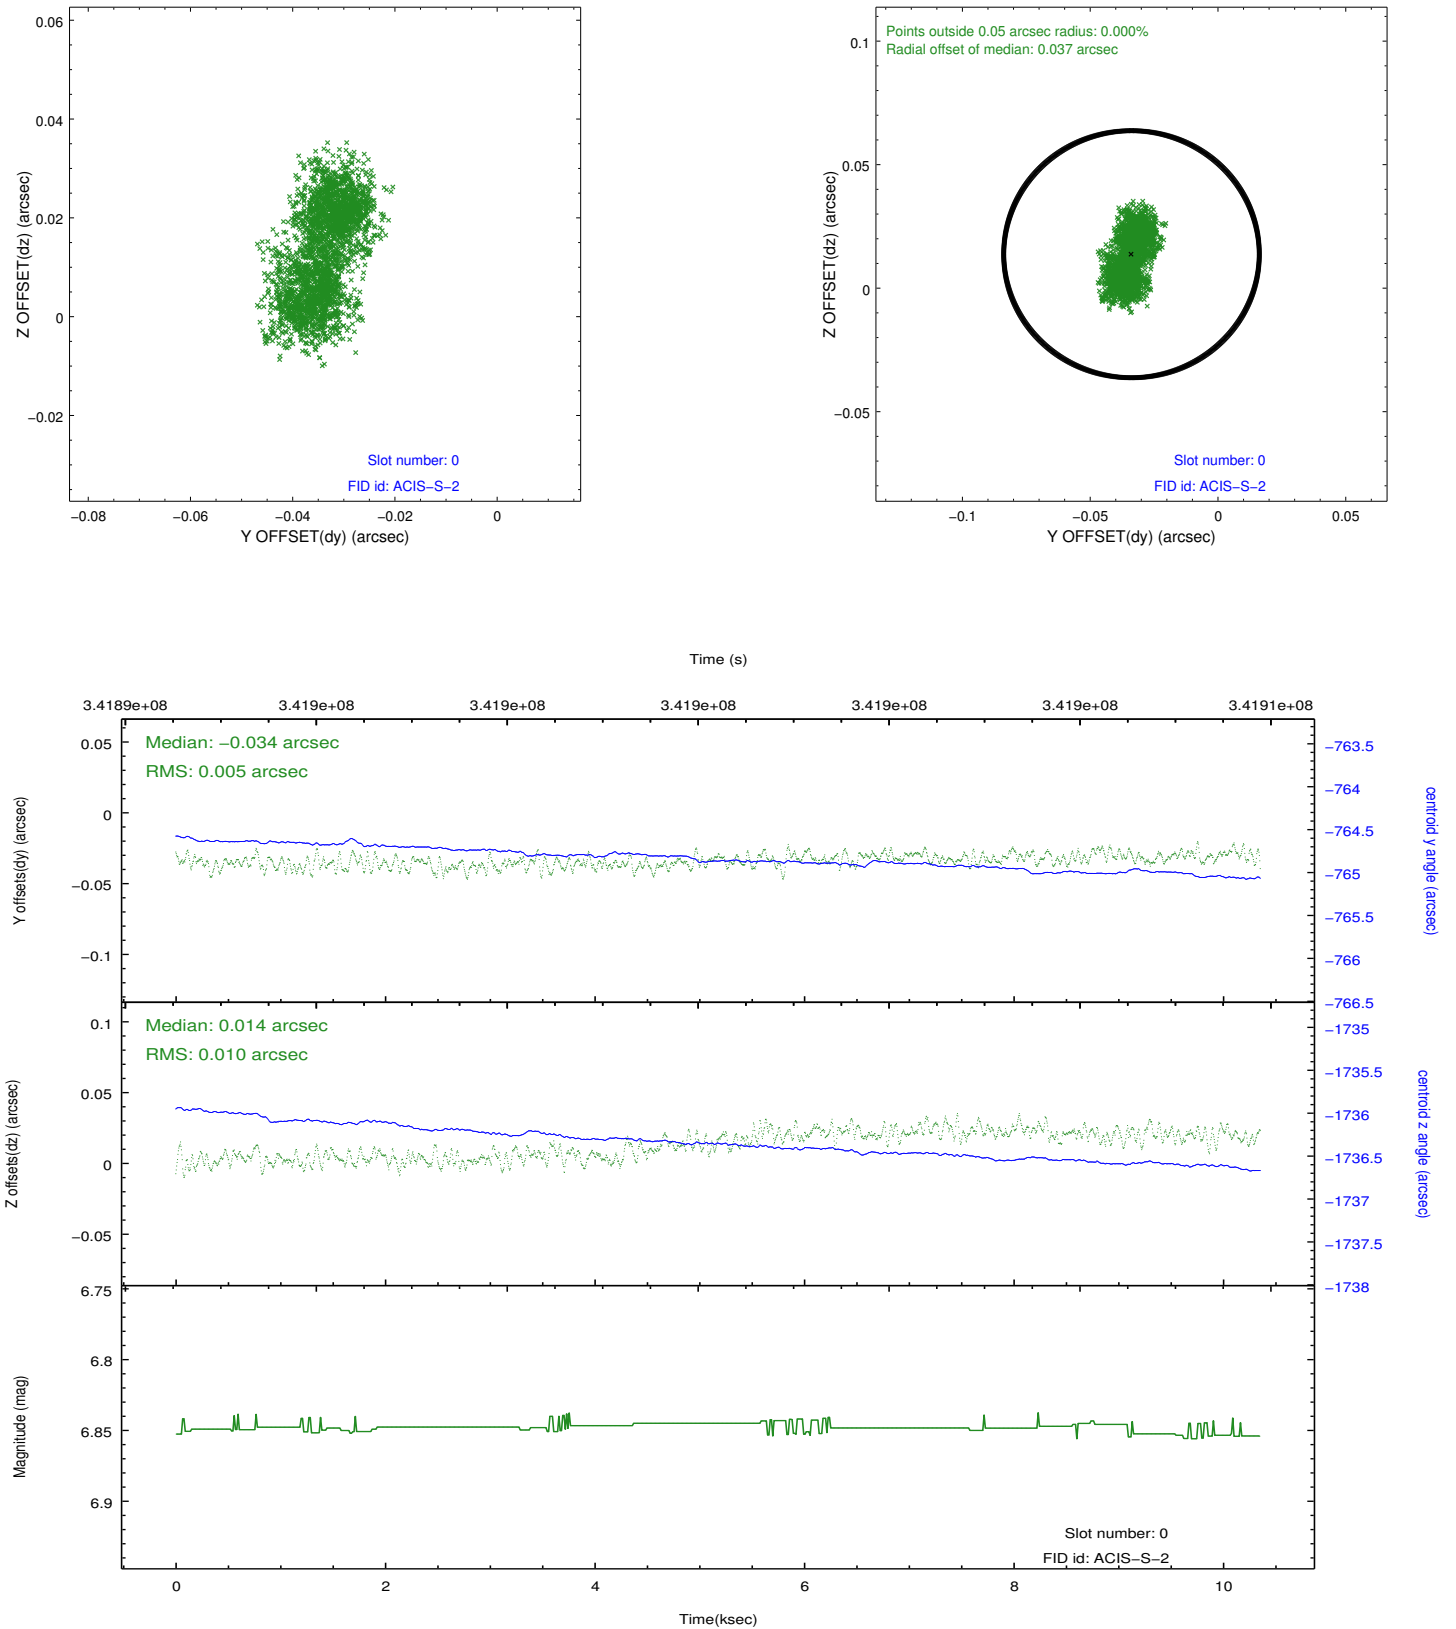 0.06
0.04
0.02
0
−0.02
Z OFFSET(dz) (arcsec)
Slot number: 0
FID id: ACIS−S−2
−0.08
−0.06
−0.04
−0.02
0
Y OFFSET(dy) (arcsec)
Points outside 0.05 arcsec radius: 0.000%
Radial offset of median: 0.037 arcsec
0.1
0.05
0
−0.05
Z OFFSET(dz) (arcsec)
Slot number: 0
FID id: ACIS−S−2
−0.1
−0.05
0
0.05
Y OFFSET(dy) (arcsec)
Time (s)
3.4189e+08
3.419e+08
3.419e+08
3.419e+08
3.419e+08
3.419e+08
3.4191e+08
Median: −0.034 arcsec
RMS: 0.005 arcsec
0.05
0
−0.05
−0.1
Y offsets(dy) (arcsec)
−763.5
−764
−764.5
−765
−765.5
−766
−766.5
centroid y angle (arcsec)
Median: 0.014 arcsec
RMS: 0.010 arcsec
0.1
0.05
0
−0.05
Z offsets(dz) (arcsec)
−1735
−1735.5
−1736
−1736.5
−1737
−1737.5
−1738
centroid z angle (arcsec)
6.75
6.8
6.85
6.9
Magnitude (mag)
Slot number: 0
FID id: ACIS−S−2
0
2
4
6
8
10
Time(ksec)